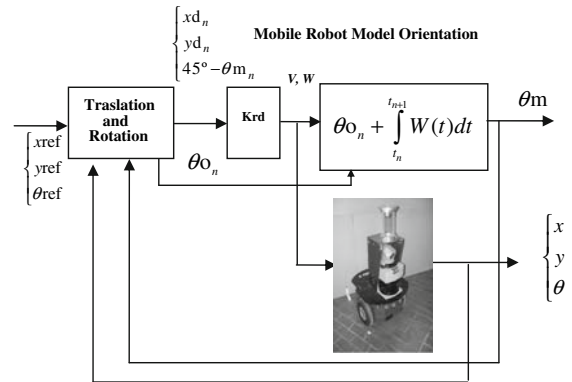 xd_n
yd_n
45º−θm_n
Mobile Robot Model Orientation
V, W
Traslation
and
Rotation
Krd
θo_n + ∫_{t_n}^{t_{n+1}} W(t)dt
θm
θo_n
xref
yref
θref
x
y
θ